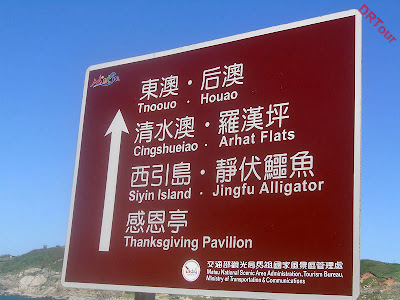 DRTour
東澳・后澳
Tnoouo・Houao
清水澳・羅漢坪
Cingshueiao・Arhat Flats
西引島・靜伏鱷魚
Siyin Island・Jingfu Alligator
感恩亭
Thanksgiving Pavilion
交通部觀光局馬祖國家風景區管理處
Matsu National Scenic Area Administration, Tourism Bureau,
Ministry of Transportation & Communications